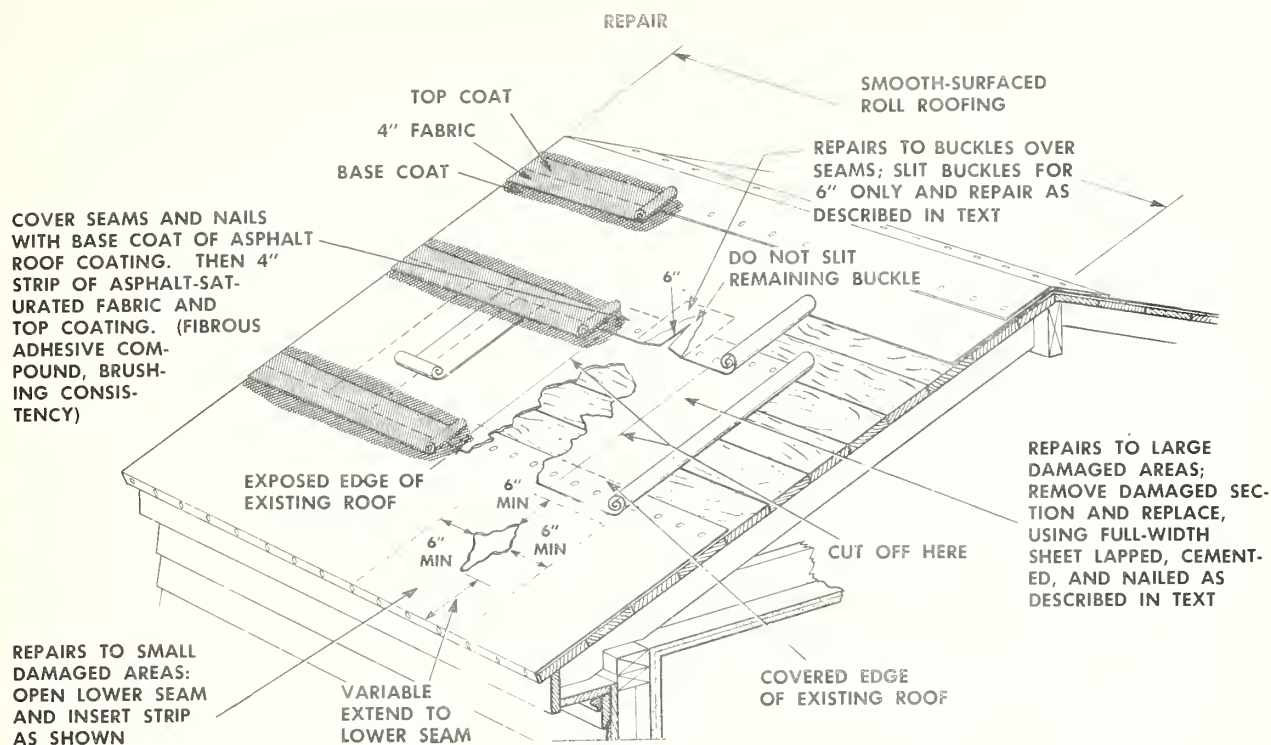 REPAIR
SMOOTH-SURFACED
ROLL ROOFING
TOP COAT
4" FABRIC
BASE COAT
REPAIRS TO BUCKLES OVER
SEAMS; SLIT BUCKLES FOR
6" ONLY AND REPAIR AS
DESCRIBED IN TEXT
COVER SEAMS AND NAILS
WITH BASE COAT OF ASPHALT
ROOF COATING. THEN 4"
STRIP OF ASPHALT-SAT-
URATED FABRIC AND
TOP COATING. (FIBROUS
ADHESIVE COM-
POUND, BRUSH-
ING CONSIS-
TENCY)
6"
DO NOT SLIT
REMAINING BUCKLE
EXPOSED EDGE OF
EXISTING ROOF
6"
MIN
6"
MIN
6"
MIN
CUT OFF HERE
REPAIRS TO LARGE
DAMAGED AREAS;
REMOVE DAMAGED SEC-
TION AND REPLACE,
USING FULL-WIDTH
SHEET LAPPED, CEMENT-
ED, AND NAILED AS
DESCRIBED IN TEXT
REPAIRS TO SMALL
DAMAGED AREAS:
OPEN LOWER SEAM
AND INSERT STRIP
AS SHOWN
VARIABLE
EXTEND TO
LOWER SEAM
COVERED EDGE
OF EXISTING ROOF